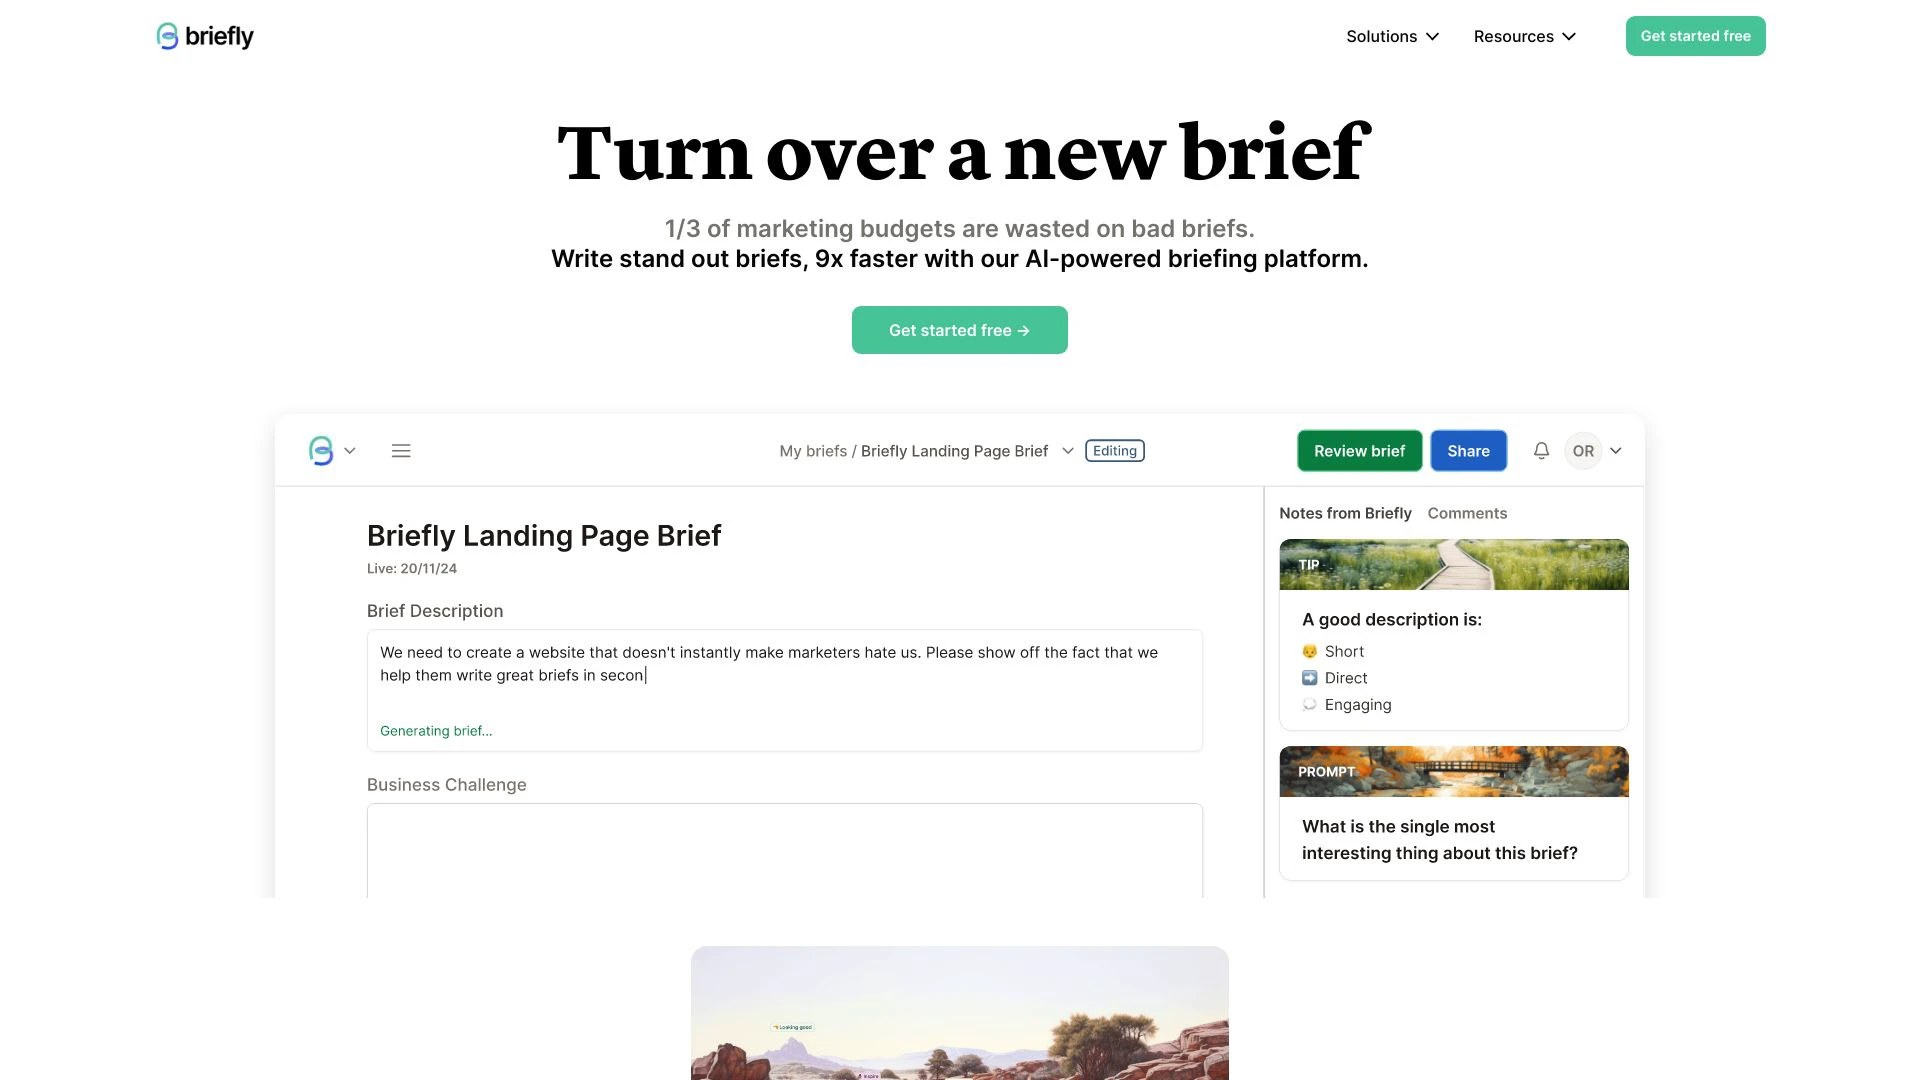 briefly
Solutions
Resources
Get started free
Turn over a new brief
1/3 of marketing budgets are wasted on bad briefs.
Write stand out briefs, 9x faster with our AI-powered briefing platform.
Get started free →
My briefs / Briefly Landing Page Brief
Editing
Review brief
Share
OR
Briefly Landing Page Brief
Live: 20/11/24
Brief Description
We need to create a website that doesn't instantly make marketers hate us. Please show off the fact that we
help them write great briefs in secon
Generating brief...
Business Challenge
Notes from Briefly
Comments
TIP
A good description is:
Short
Direct
Engaging
PROMPT
What is the single most
interesting thing about this brief?
Looking good
Inspire